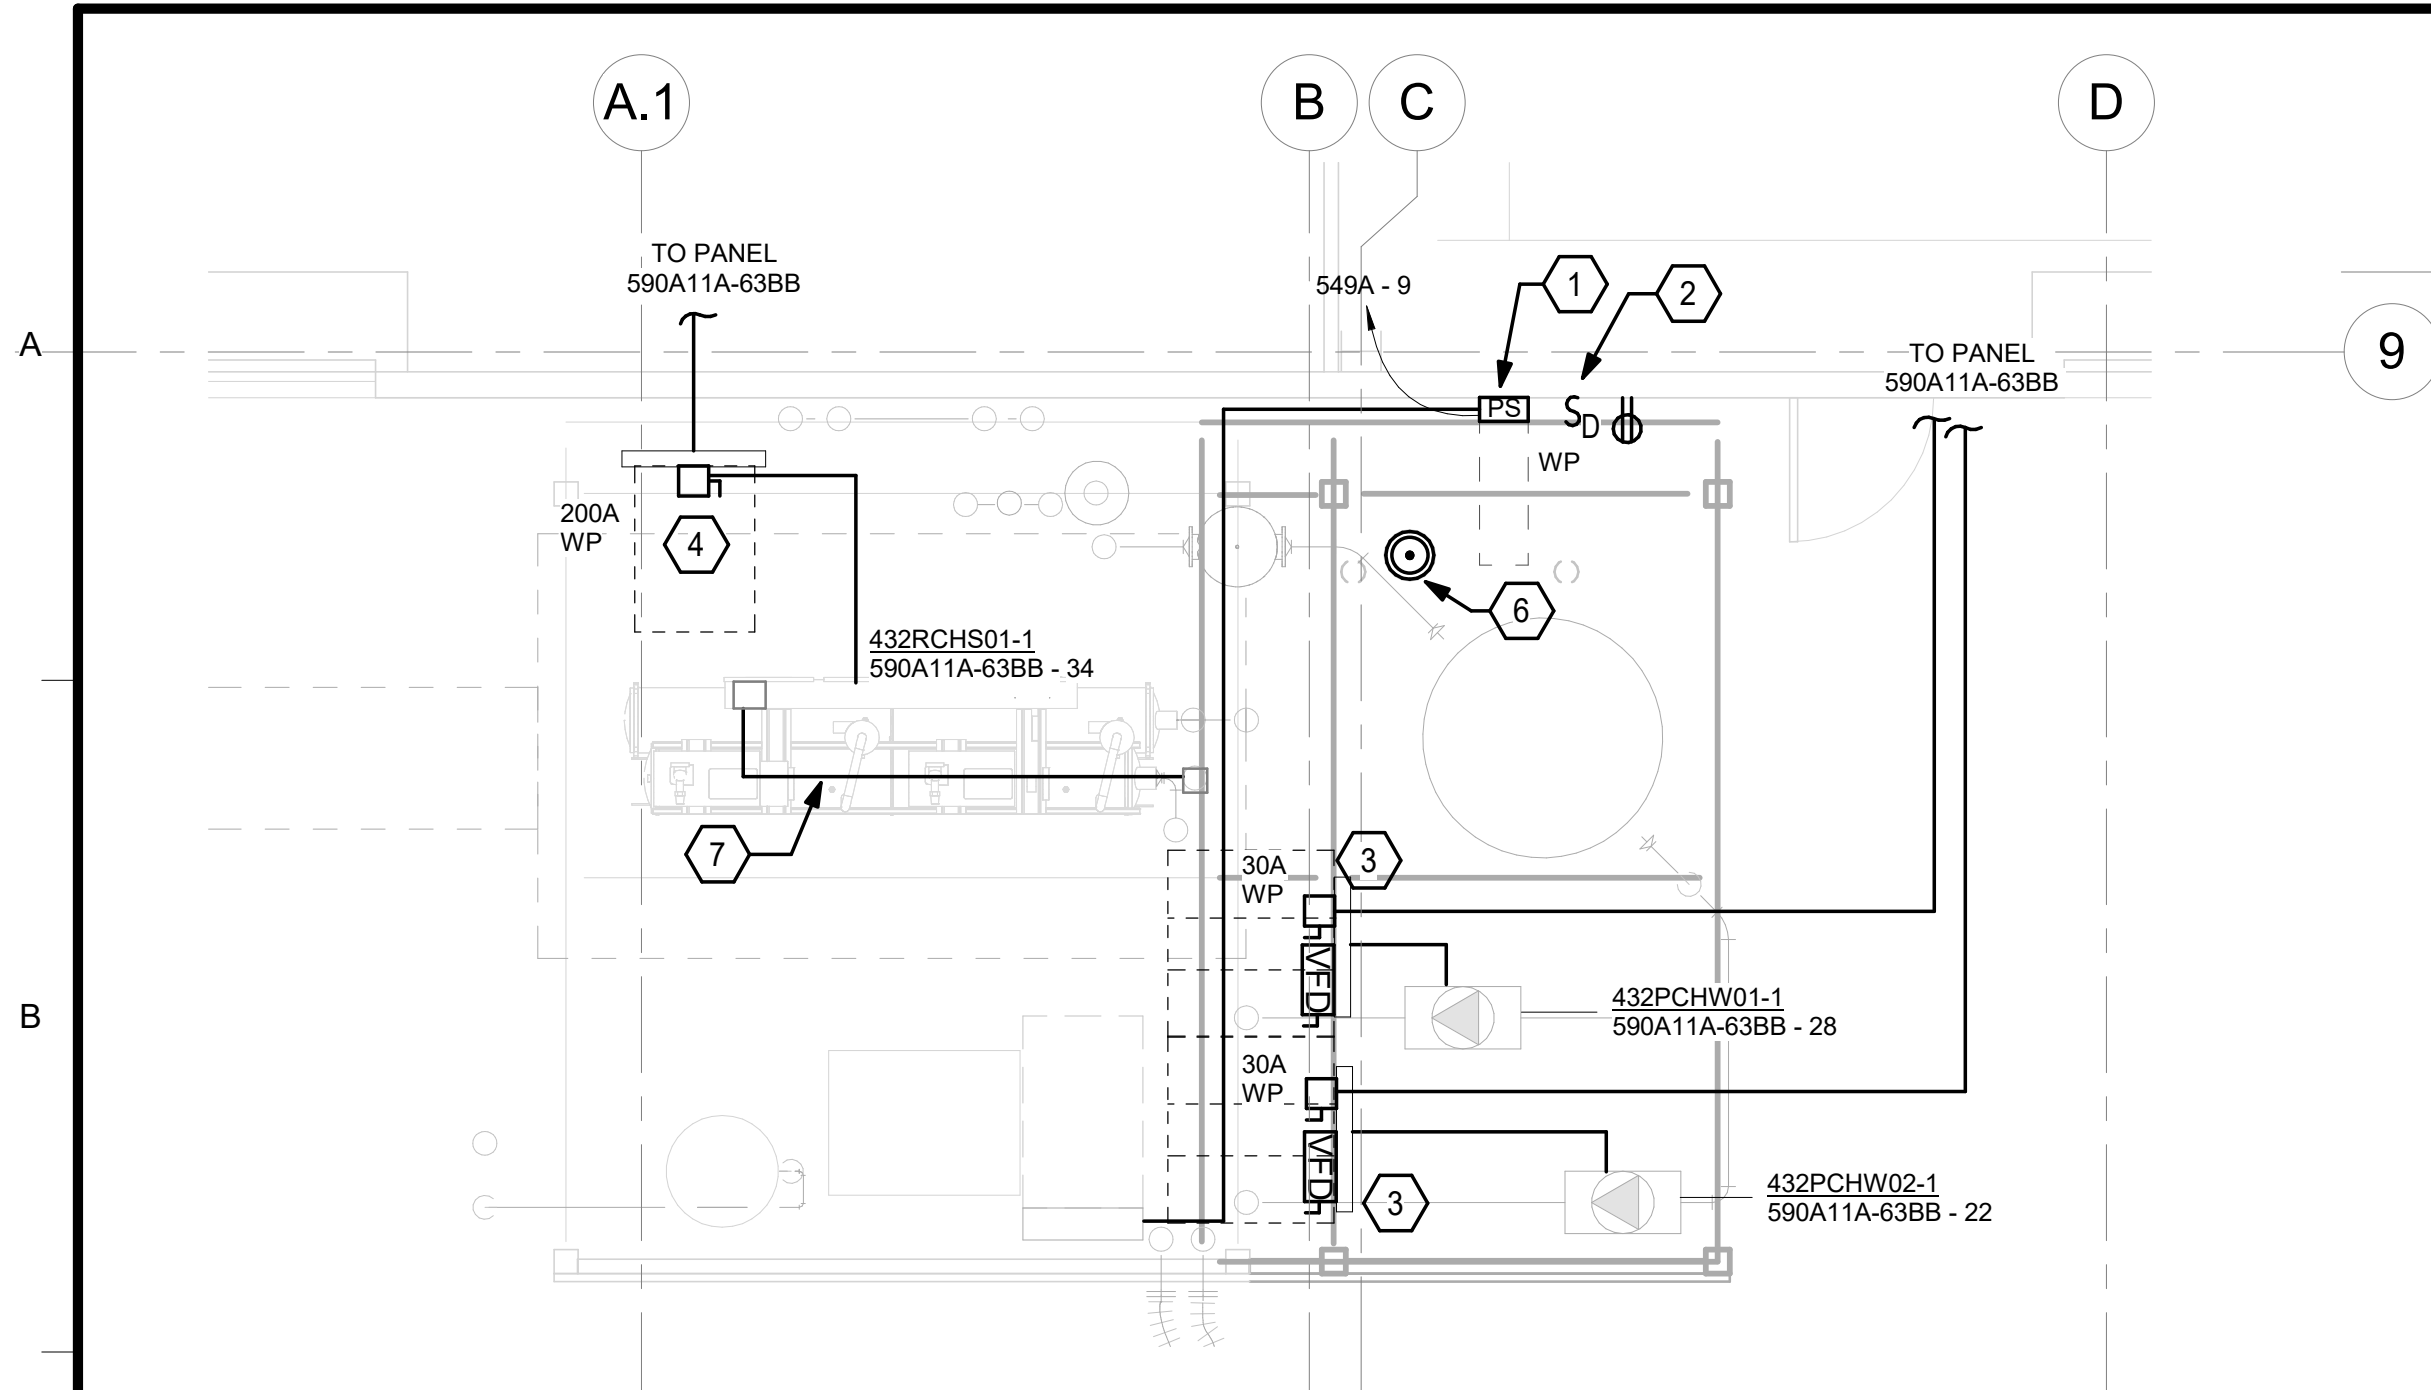 A.1
B
C
D
TO PANEL
590A11A-63BB
549A - 9
1
2
A
TO PANEL
590A11A-63BB
9
PS
SD
WP
200A
WP
4
6
432RCHS01-1
590A11A-63BB - 34
7
30A
WP
3
VFD
432PCHW01-1
590A11A-63BB - 28
B
30A
WP
VFD
3
432PCHW02-1
590A11A-63BB - 22